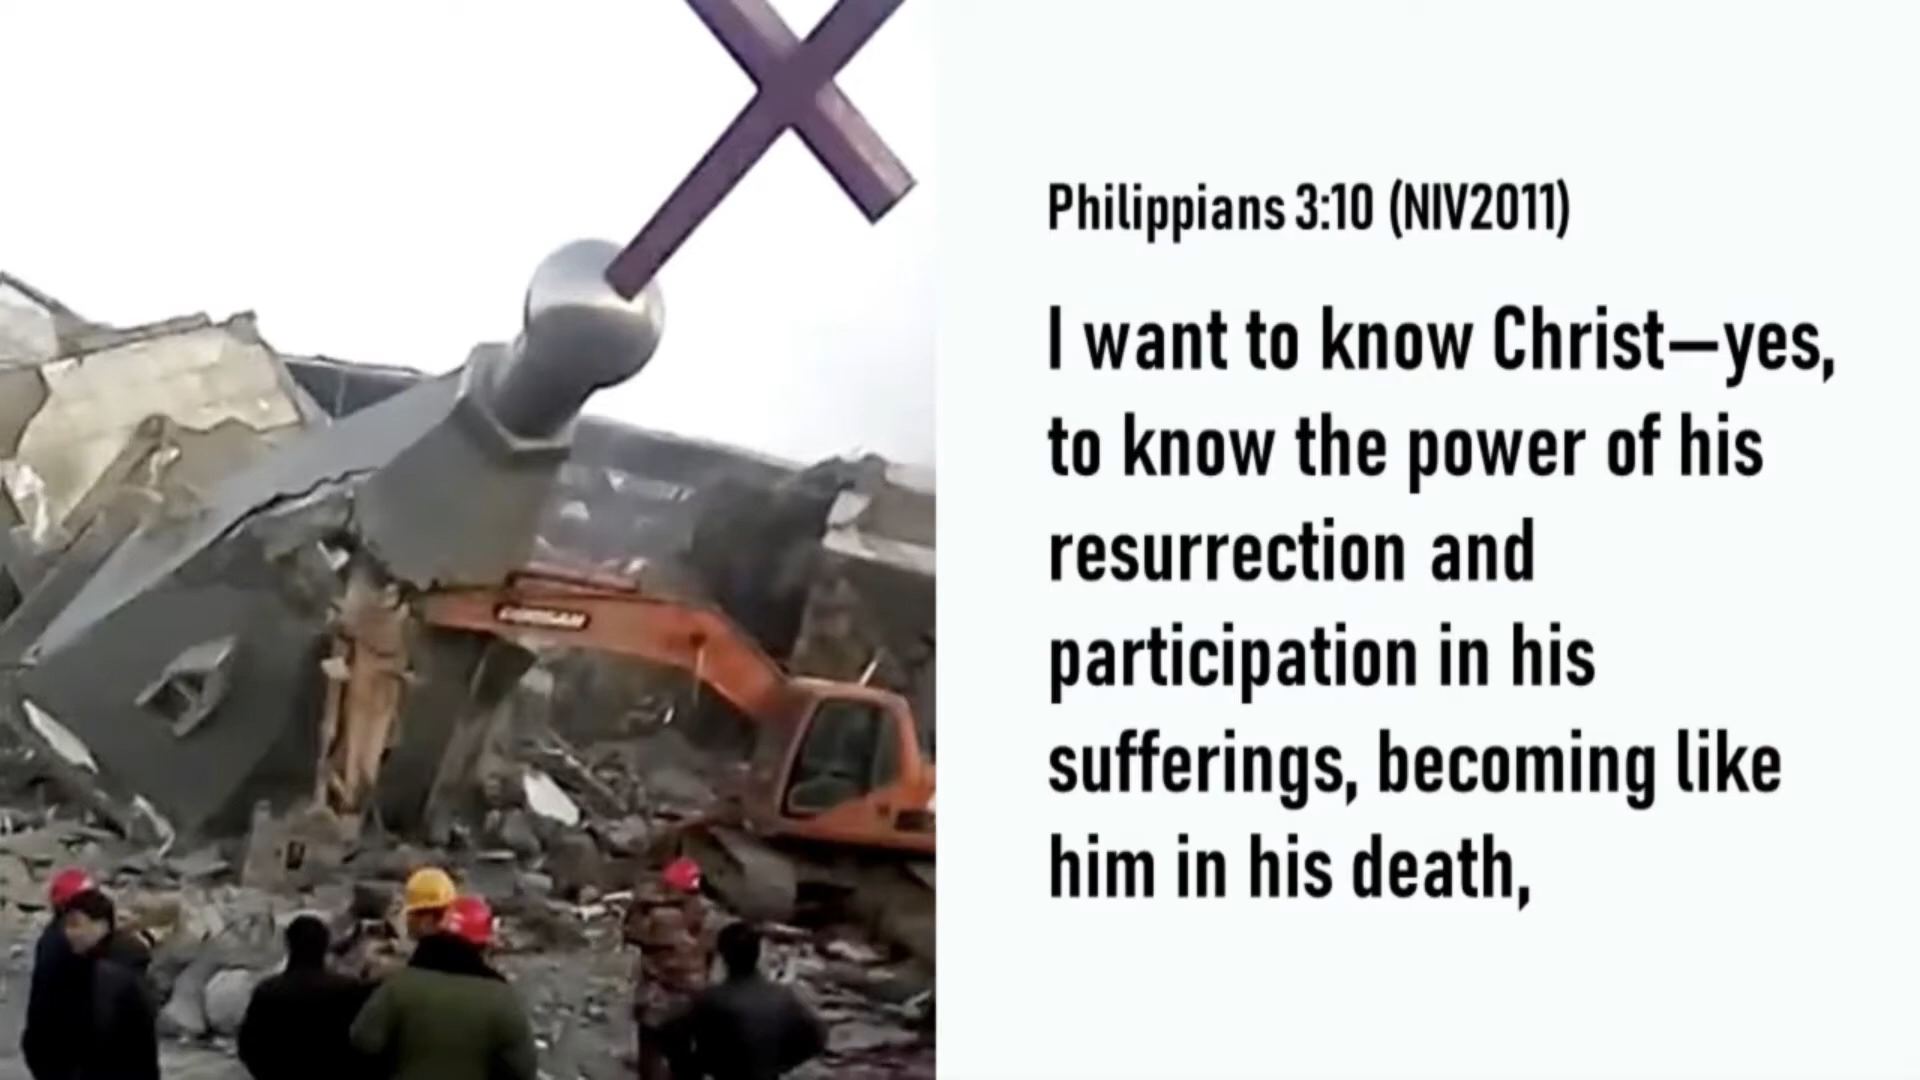 Philippians 3:10 (NIV2011)
I want to know Christ—yes,
to know the power of his
resurrection and
participation in his
sufferings, becoming like
him in his death,